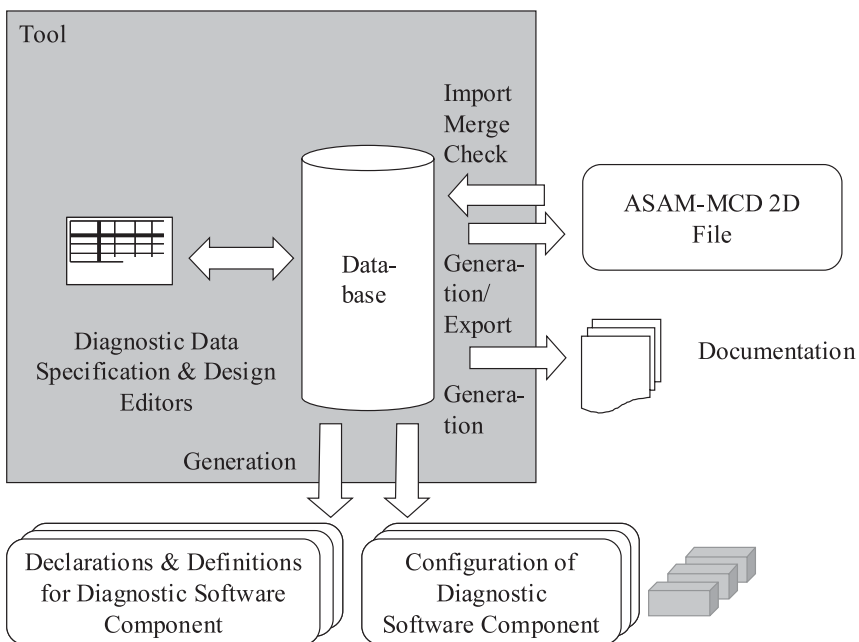 Tool
Import
Merge
Check
ASAM-MCD 2D
File
Data-
base
Genera-
tion/
Export
Diagnostic Data
Specification & Design
Editors
Documentation
Genera-
tion
Generation
Declarations & Definitions
for Diagnostic Software
Component
Configuration of
Diagnostic
Software Component